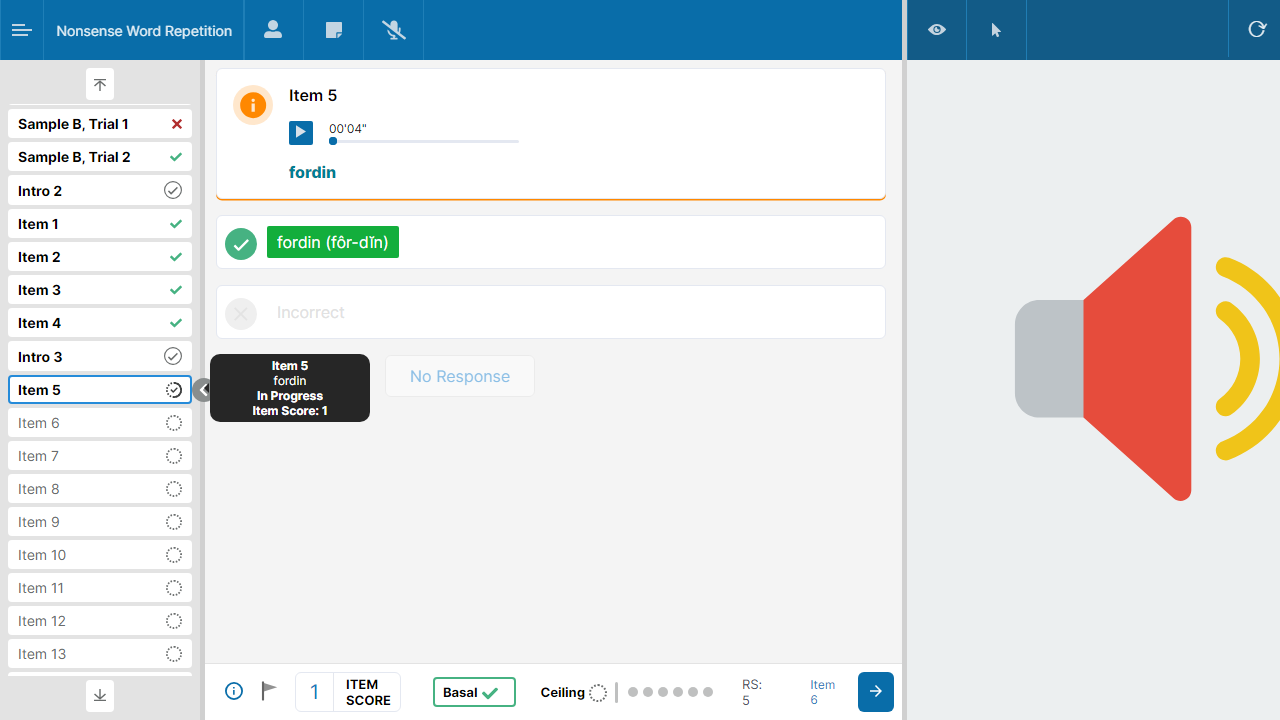 Nonsense Word Repetition
Sample B, Trial 1
Sample B, Trial 2
Intro 2
Item 1
Item 2
Item 3
Item 4
Intro 3
Item 5
Item 6
Item 7
Item 8
Item 9
Item 10
Item 11
Item 12
Item 13
Item 5
00'04"
fordin
fordin (fôr-dĭn)
Incorrect
Item 5
fordin
In Progress
Item Score: 1
No Response
1
ITEM
SCORE
Basal
Ceiling
RS:
5
Item
6